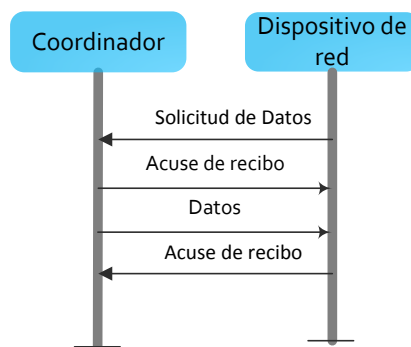 Coordinador
Dispositivo de
red
Solicitud de Datos
Acuse de recibo
Datos
Acuse de recibo